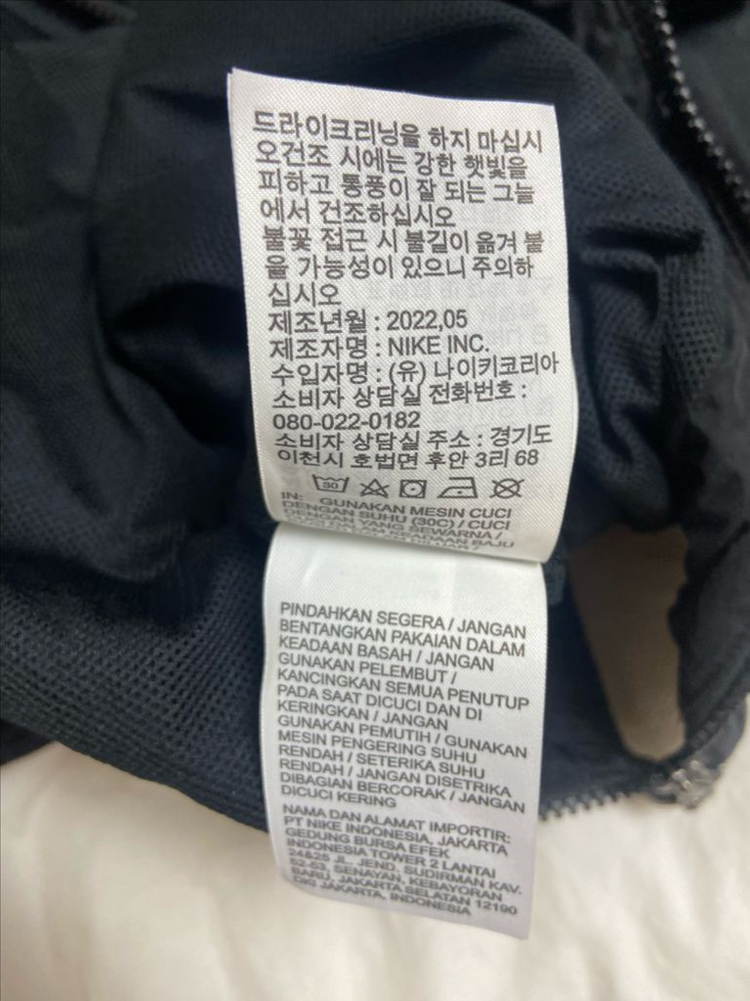 드라이크리닝을 하지 마십시
오건조 시에는 강한 햇빛을
피하고 통풍이 잘 되는 그늘
에서 건조하십시오
불꽃 접근 시 불길이 옮겨 붙
을 가능성이 있으니 주의하
십시오
제조년월 : 2022,05
제조자명 : NIKE INC.
수입자명 : (유) 나이키코리아
소비자 상담실 전화번호 :
080-022-0182
소비자 상담실 주소 : 경기도
이천시 호법면 후안 3리 68
30
IN: GUNAKAN MESIN CUCI
DENGAN SUHU (30C) / CUCI
DENGAN YANG SEWARNA /
CUCI DALAM KEADAAN BAJU
PINDAHKAN SEGERA / JANGAN
BENTANGKAN PAKAIAN DALAM
KEADAAN BASAH / JANGAN
GUNAKAN PELEMBUT /
KANCINGKAN SEMUA PENUTUP
PADA SAAT DICUCI DAN DI
KERINGKAN / JANGAN
GUNAKAN PEMUTIH / GUNAKAN
MESIN PENGERING SUHU
RENDAH / SETERIKA SUHU
RENDAH / JANGAN DISETRIKA
DIBAGIAN BERCORAK / JANGAN
DICUCI KERING
NAMA DAN ALAMAT IMPORTIR:
PT NIKE INDONESIA, JAKARTA
GEDUNG BURSA EFEK
INDONESIA TOWER 2 LANTAI
24&25 JL. JEND. SUDIRMAN KAV.
52-53, SENAYAN, KEBAYORAN
BARU, JAKARTA SELATAN 12190
DKI JAKARTA, INDONESIA